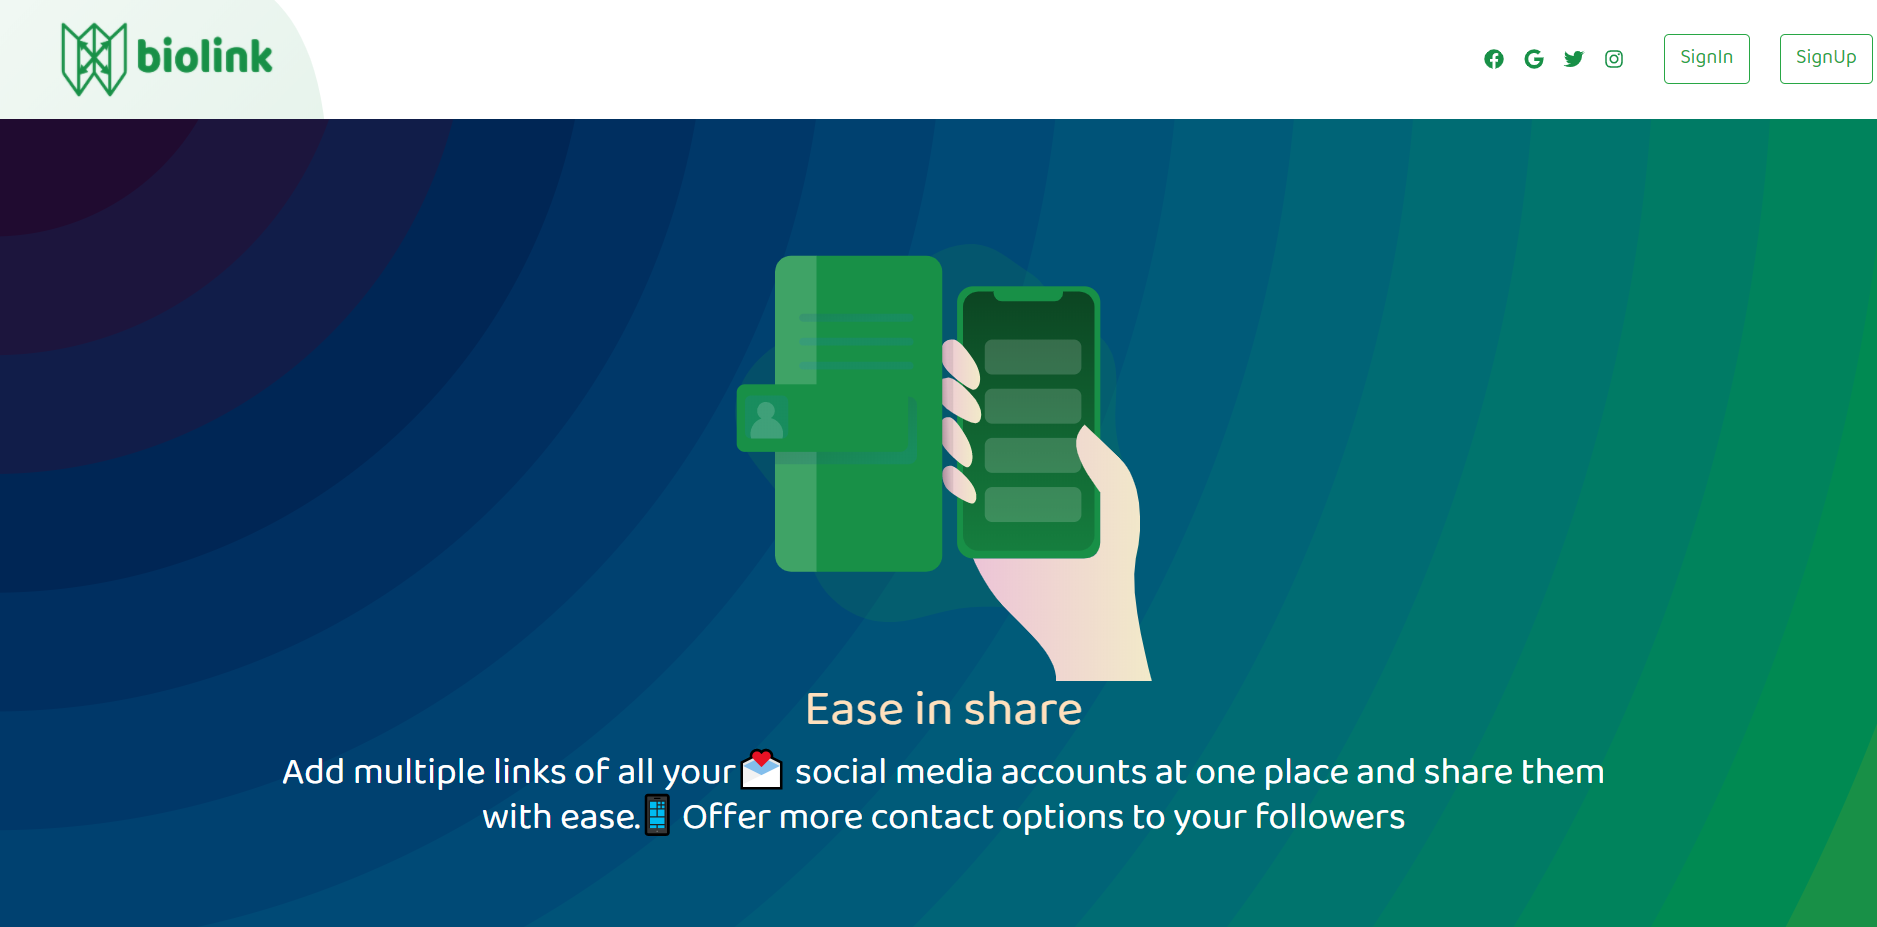 biolink
SignIn
SignUp
Ease in share
Add multiple links of all your💌 social media accounts at one place and share them
with ease.📱 Offer more contact options to your followers